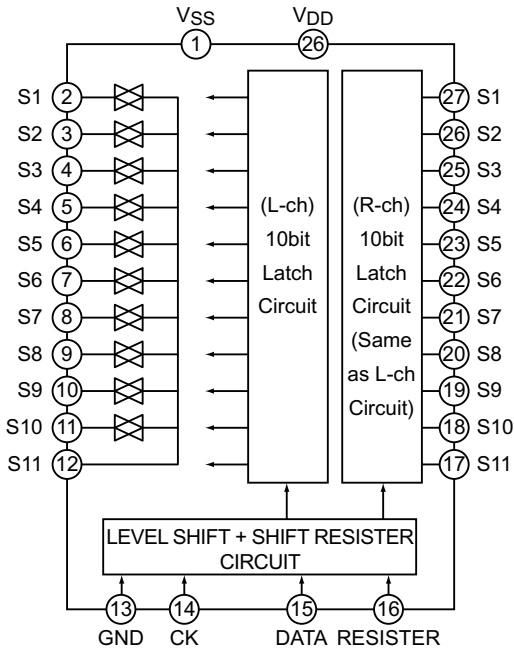 VSS VDD
1 26
S1 2 27 S1
S2 3 26 S2
S3 4 25 S3
S4 5 24 S4
S5 6 23 S5
S6 7 22 S6
S7 8 21 S7
S8 9 20 S8
S9 10 19 S9
S10 11 18 S10
S11 12 17 S11
(L-ch)
10bit
Latch
Circuit
(R-ch)
10bit
Latch
Circuit
(Same
as L-ch
Circuit)
LEVEL SHIFT + SHIFT RESISTER
CIRCUIT
13 14 15 16
GND CK DATA RESISTER